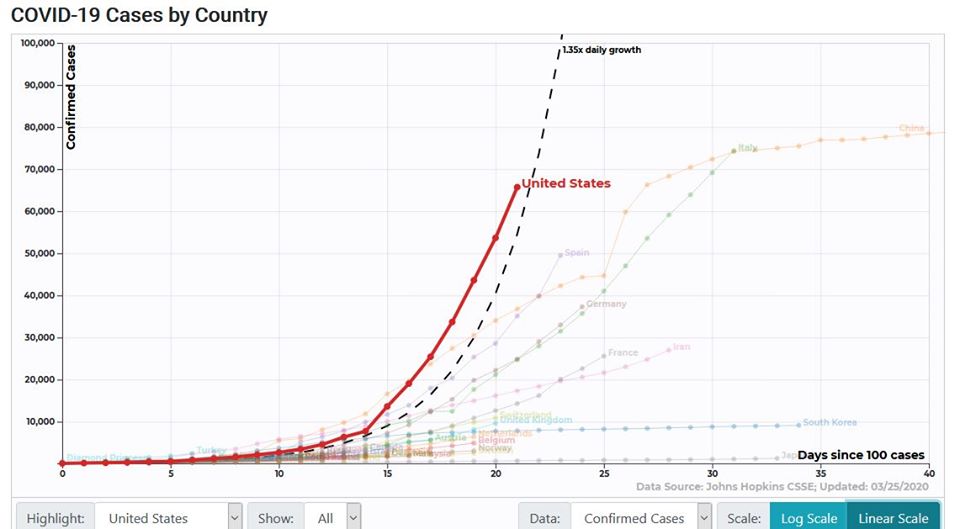 COVID-19 Cases by Country
100,000
Confirmed Cases
1.35x daily growth
90,000
80,000
China
Italy
70,000
United States
60,000
50,000
Spain
40,000
Germany
30,000
France
Iran
20,000
Switzerland
United Kingdom
10,000
South Korea
Austria
Belgium
Norway
Turkey
Malaysia
Diamond Princess
Days since 100 cases
0 5 10 15 20 25 30 35 40
Data Source: Johns Hopkins CSSE; Updated: 03/25/2020
Highlight: United States Show: All Data: Confirmed Cases Scale: Log Scale Linear Scale